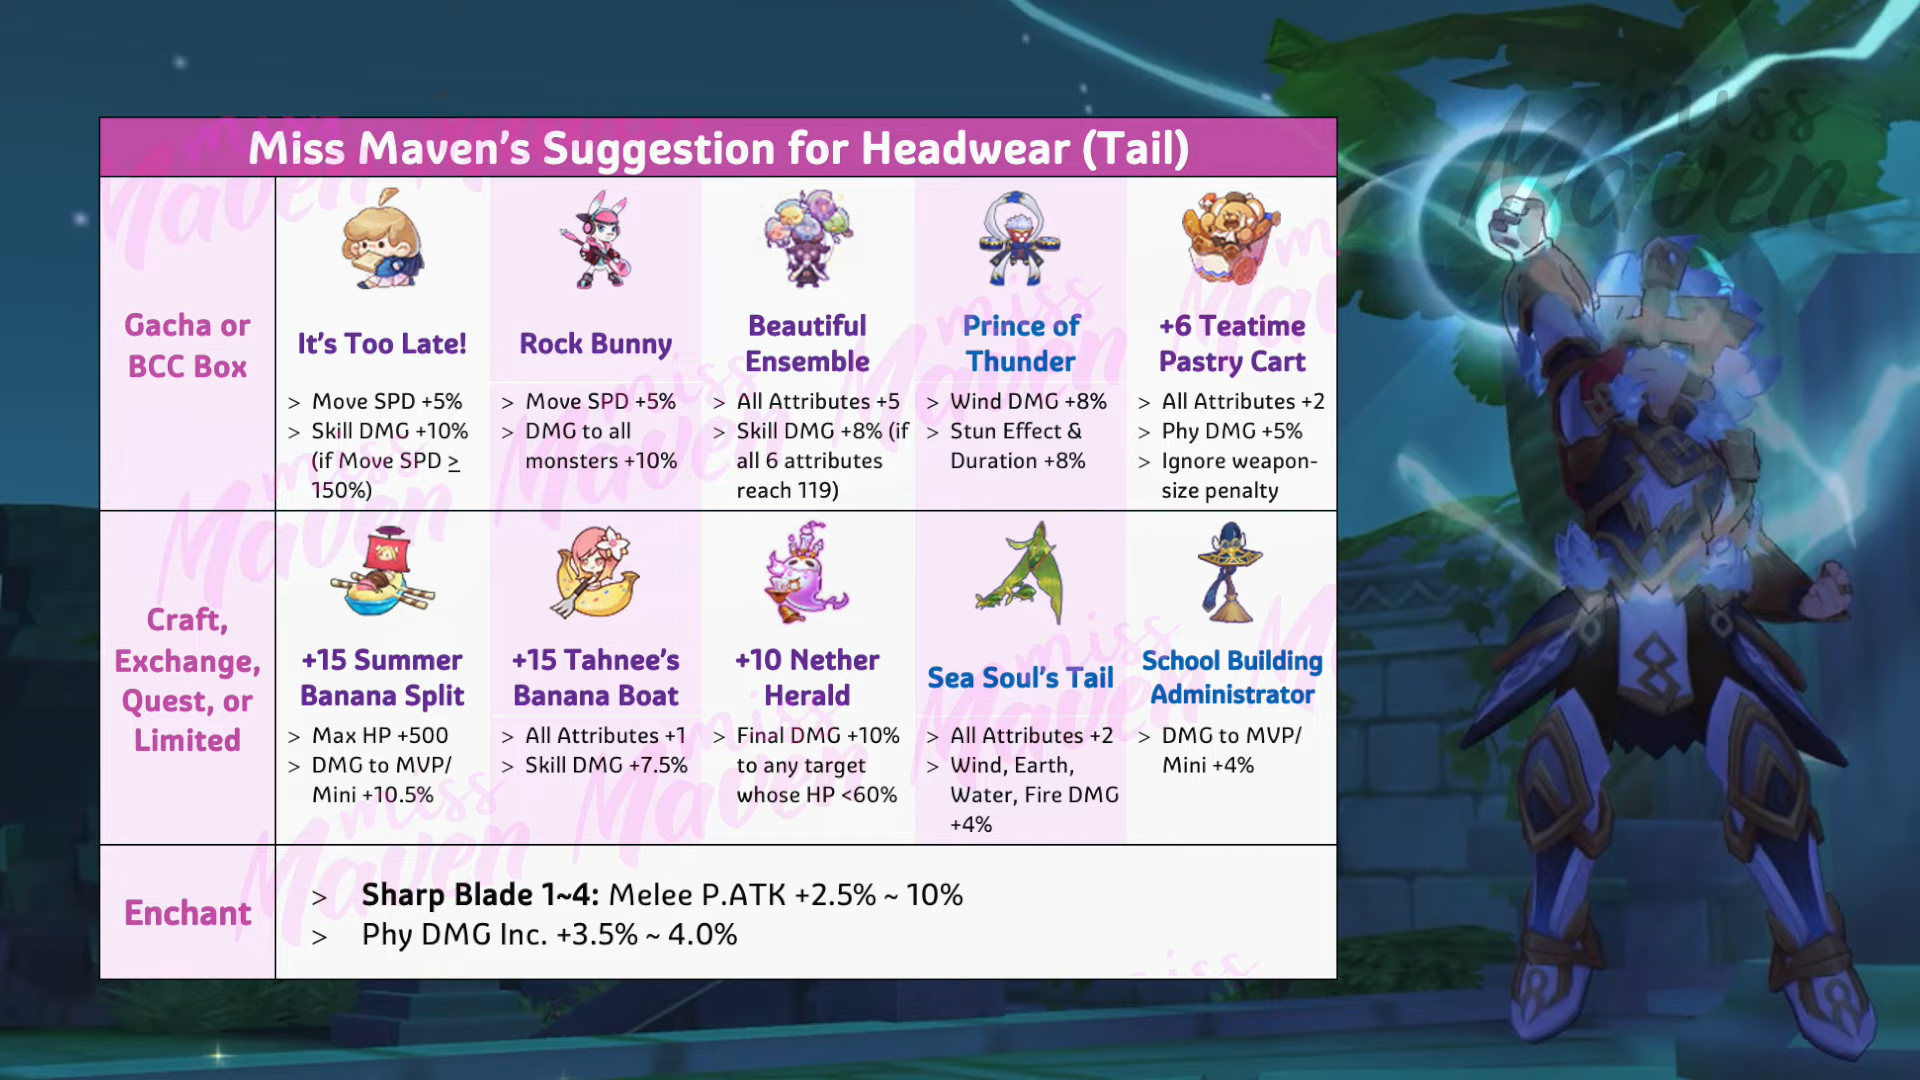 Miss Maven's Suggestion for Headwear (Tail)
Gacha or
BCC Box
It's Too Late!
> Move SPD +5%
> Skill DMG +10%
(if Move SPD ≥
150%)
Rock Bunny
> Move SPD +5%
> DMG to all
monsters +10%
Beautiful
Ensemble
> All Attributes +5
> Skill DMG +8% (if
all 6 attributes
reach 119)
Prince of
Thunder
> Wind DMG +8%
> Stun Effect &
Duration +8%
+6 Teatime
Pastry Cart
> All Attributes +2
> Phy DMG +5%
> Ignore weapon-
size penalty
Craft,
Exchange,
Quest, or
Limited
+15 Summer
Banana Split
> Max HP +500
> DMG to MVP/
Mini +10.5%
+15 Tahnee's
Banana Boat
> All Attributes +1
> Skill DMG +7.5%
+10 Nether
Herald
> Final DMG +10%
to any target
whose HP <60%
Sea Soul's Tail
> All Attributes +2
> Wind, Earth,
Water, Fire DMG
+4%
School Building
Administrator
> DMG to MVP/
Mini +4%
Enchant
> Sharp Blade 1~4: Melee P.ATK +2.5% ~ 10%
> Phy DMG Inc. +3.5% ~ 4.0%
miss
Maven